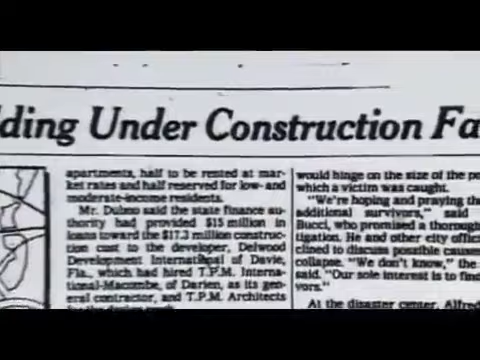 lding Under Construction Fa
apartments, half to be rented at mar-
ket rates and half reserved for low- and
moderate-income residents.
Mr. Dubno said the state finance au-
thority had provided $15 million in
loans toward the $17.3 million construc-
tion cost to the developer, Delwood
Development International of Davie,
Fla., which had hired T.P.M. Interna-
tional-Macombe, of Darien, as its gen-
eral contractor, and T.P.M. Architects
would hinge on the size of the po
which a victim was caught.
"We're hoping and praying the
additional survivors," said
Bucci, who promised a thorough
tigation. He and other city offic
clined to discuss possible causes
collapse. "We don't know," he
said. "Our sole interest is to find
vors."
At the disaster center, Alfred